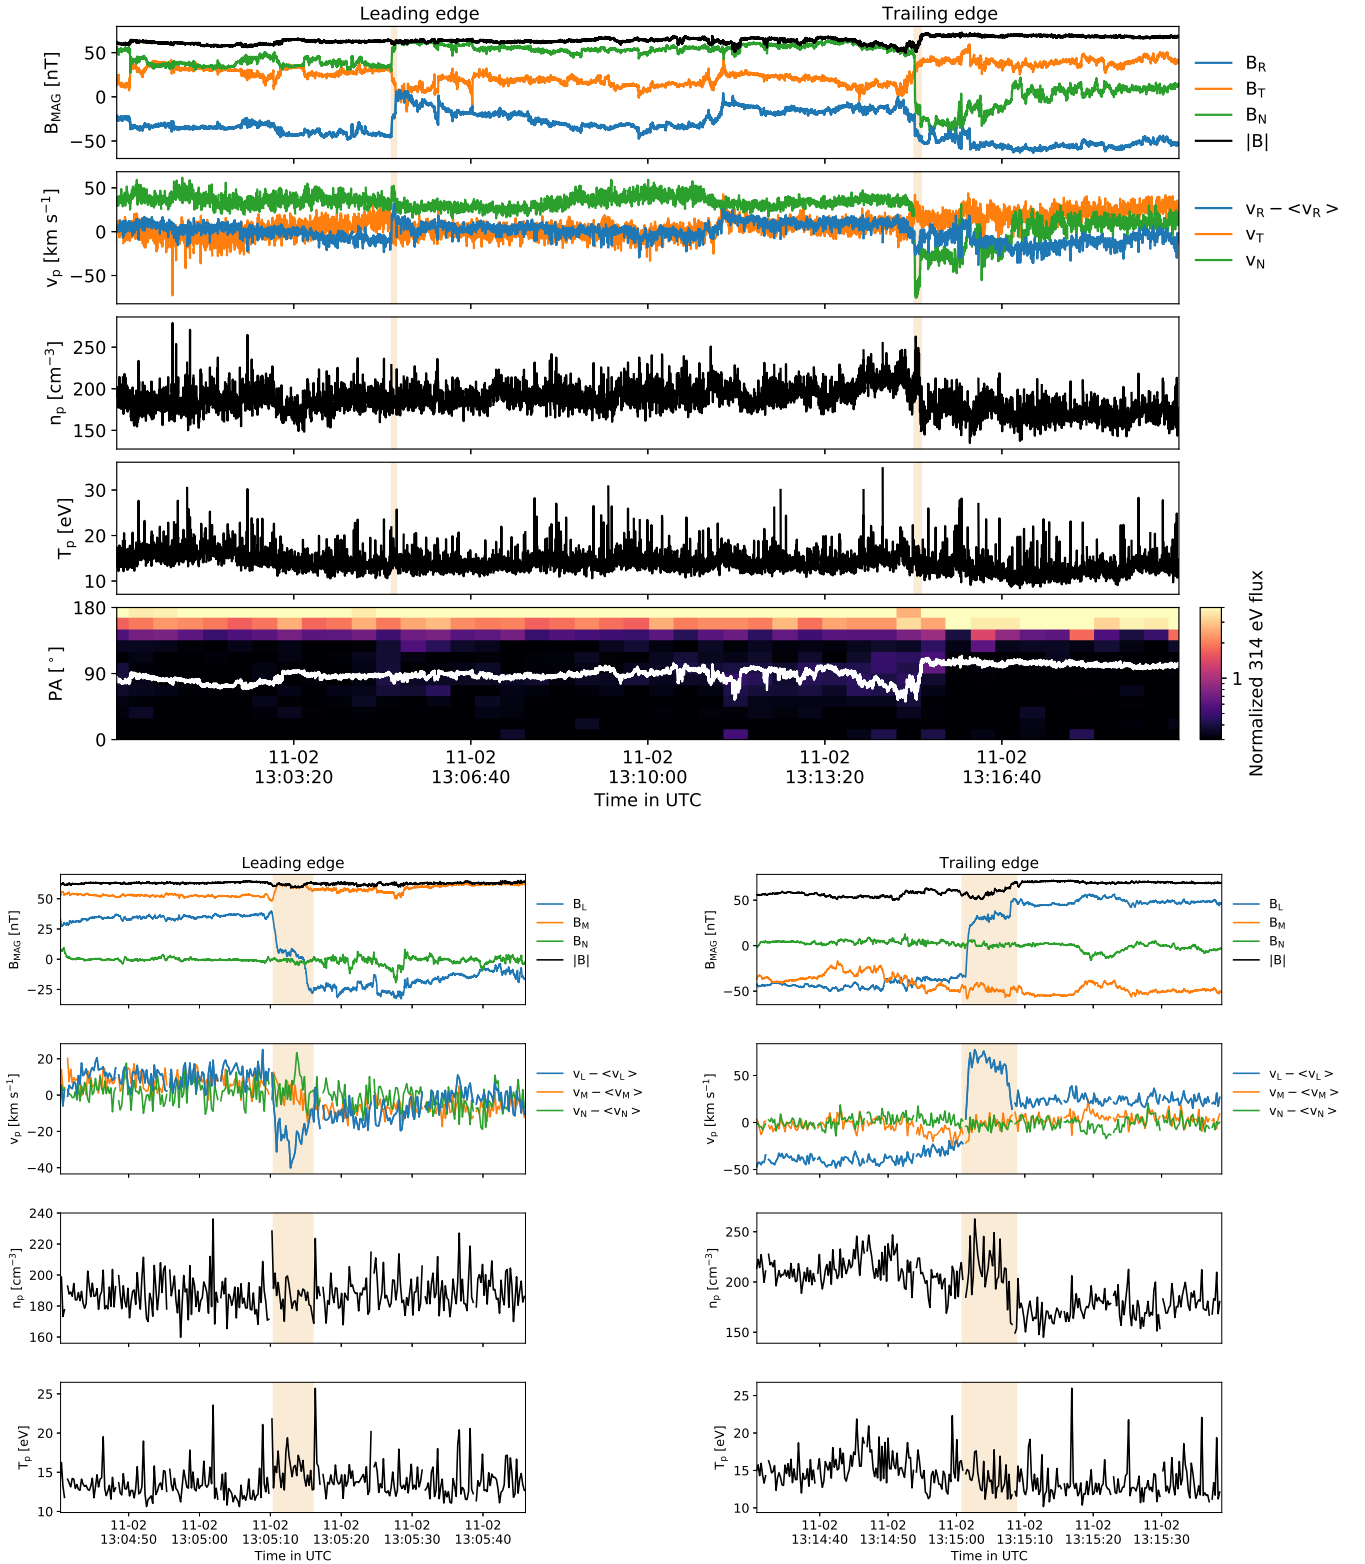 Leading edge
Trailing edge
B_MAG [nT]
50
0
−50
B_R
B_T
B_N
|B|
v_p [km s⁻¹]
50
0
−50
v_R − <v_R>
v_T
v_N
n_p [cm⁻³]
250
200
150
T_p [eV]
30
20
10
PA [°]
180
90
0
1
Normalized 314 eV flux
11-02 11-02 11-02 11-02 11-02
13:03:20 13:06:40 13:10:00 13:13:20 13:16:40
Time in UTC
Leading edge
B_MAG [nT]
50
25
0
−25
B_L
B_M
B_N
|B|
v_p [km s⁻¹]
20
0
−20
−40
v_L − <v_L>
v_M − <v_M>
v_N − <v_N>
n_p [cm⁻³]
240
220
200
180
160
T_p [eV]
25
20
15
10
11-02 11-02 11-02 11-02 11-02 11-02
13:04:50 13:05:00 13:05:10 13:05:20 13:05:30 13:05:40
Time in UTC
Trailing edge
B_MAG [nT]
50
0
−50
B_L
B_M
B_N
|B|
v_p [km s⁻¹]
50
0
−50
v_L − <v_L>
v_M − <v_M>
v_N − <v_N>
n_p [cm⁻³]
250
200
150
T_p [eV]
25
20
15
10
11-02 11-02 11-02 11-02 11-02 11-02
13:14:40 13:14:50 13:15:00 13:15:10 13:15:20 13:15:30
Time in UTC